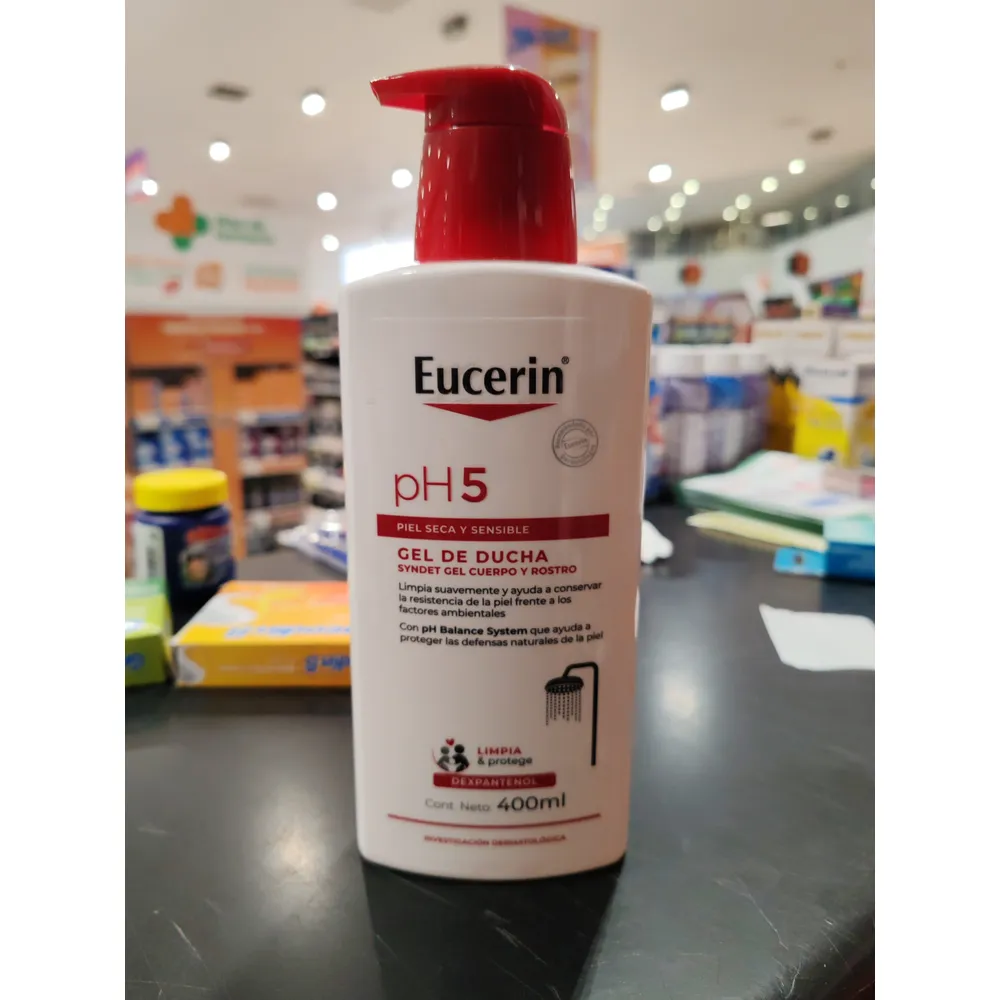 Eucerin®
pH5
PIEL SECA Y SENSIBLE
GEL DE DUCHA
SYNDET GEL CUERPO Y ROSTRO
Limpia suavemente y ayuda a conservar
la resistencia de la piel frente a los
factores ambientales
Con pH Balance System que ayuda a
proteger las defensas naturales de la piel
LIMPIA
& protege
DEXPANTENOL
Cont. Neto: 400ml
INVESTIGACIÓN DERMATOLÓGICA